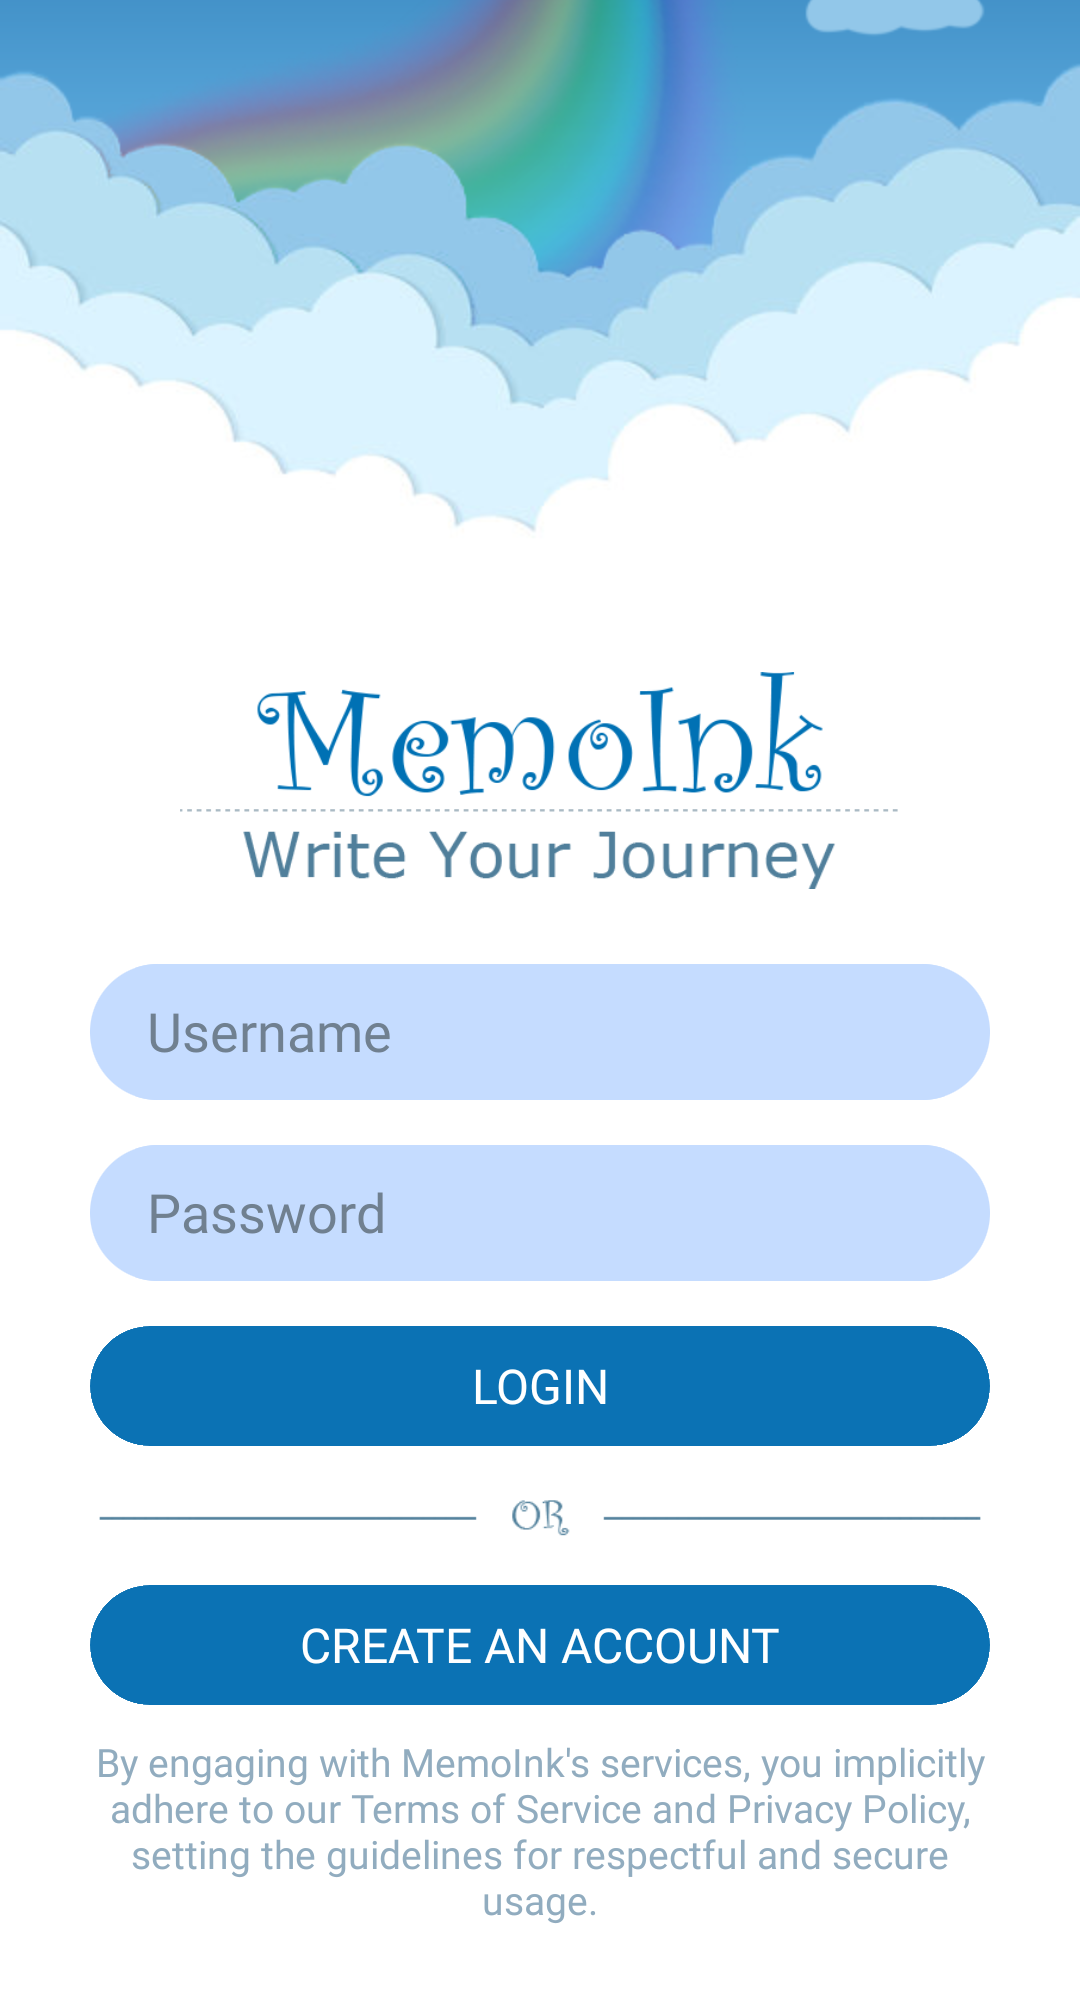 MemoInk
Write Your Journey
Username
Password
LOGIN
OR
CREATE AN ACCOUNT
By engaging with MemoInk's services, you implicitly
adhere to our Terms of Service and Privacy Policy,
setting the guidelines for respectful and secure
usage.